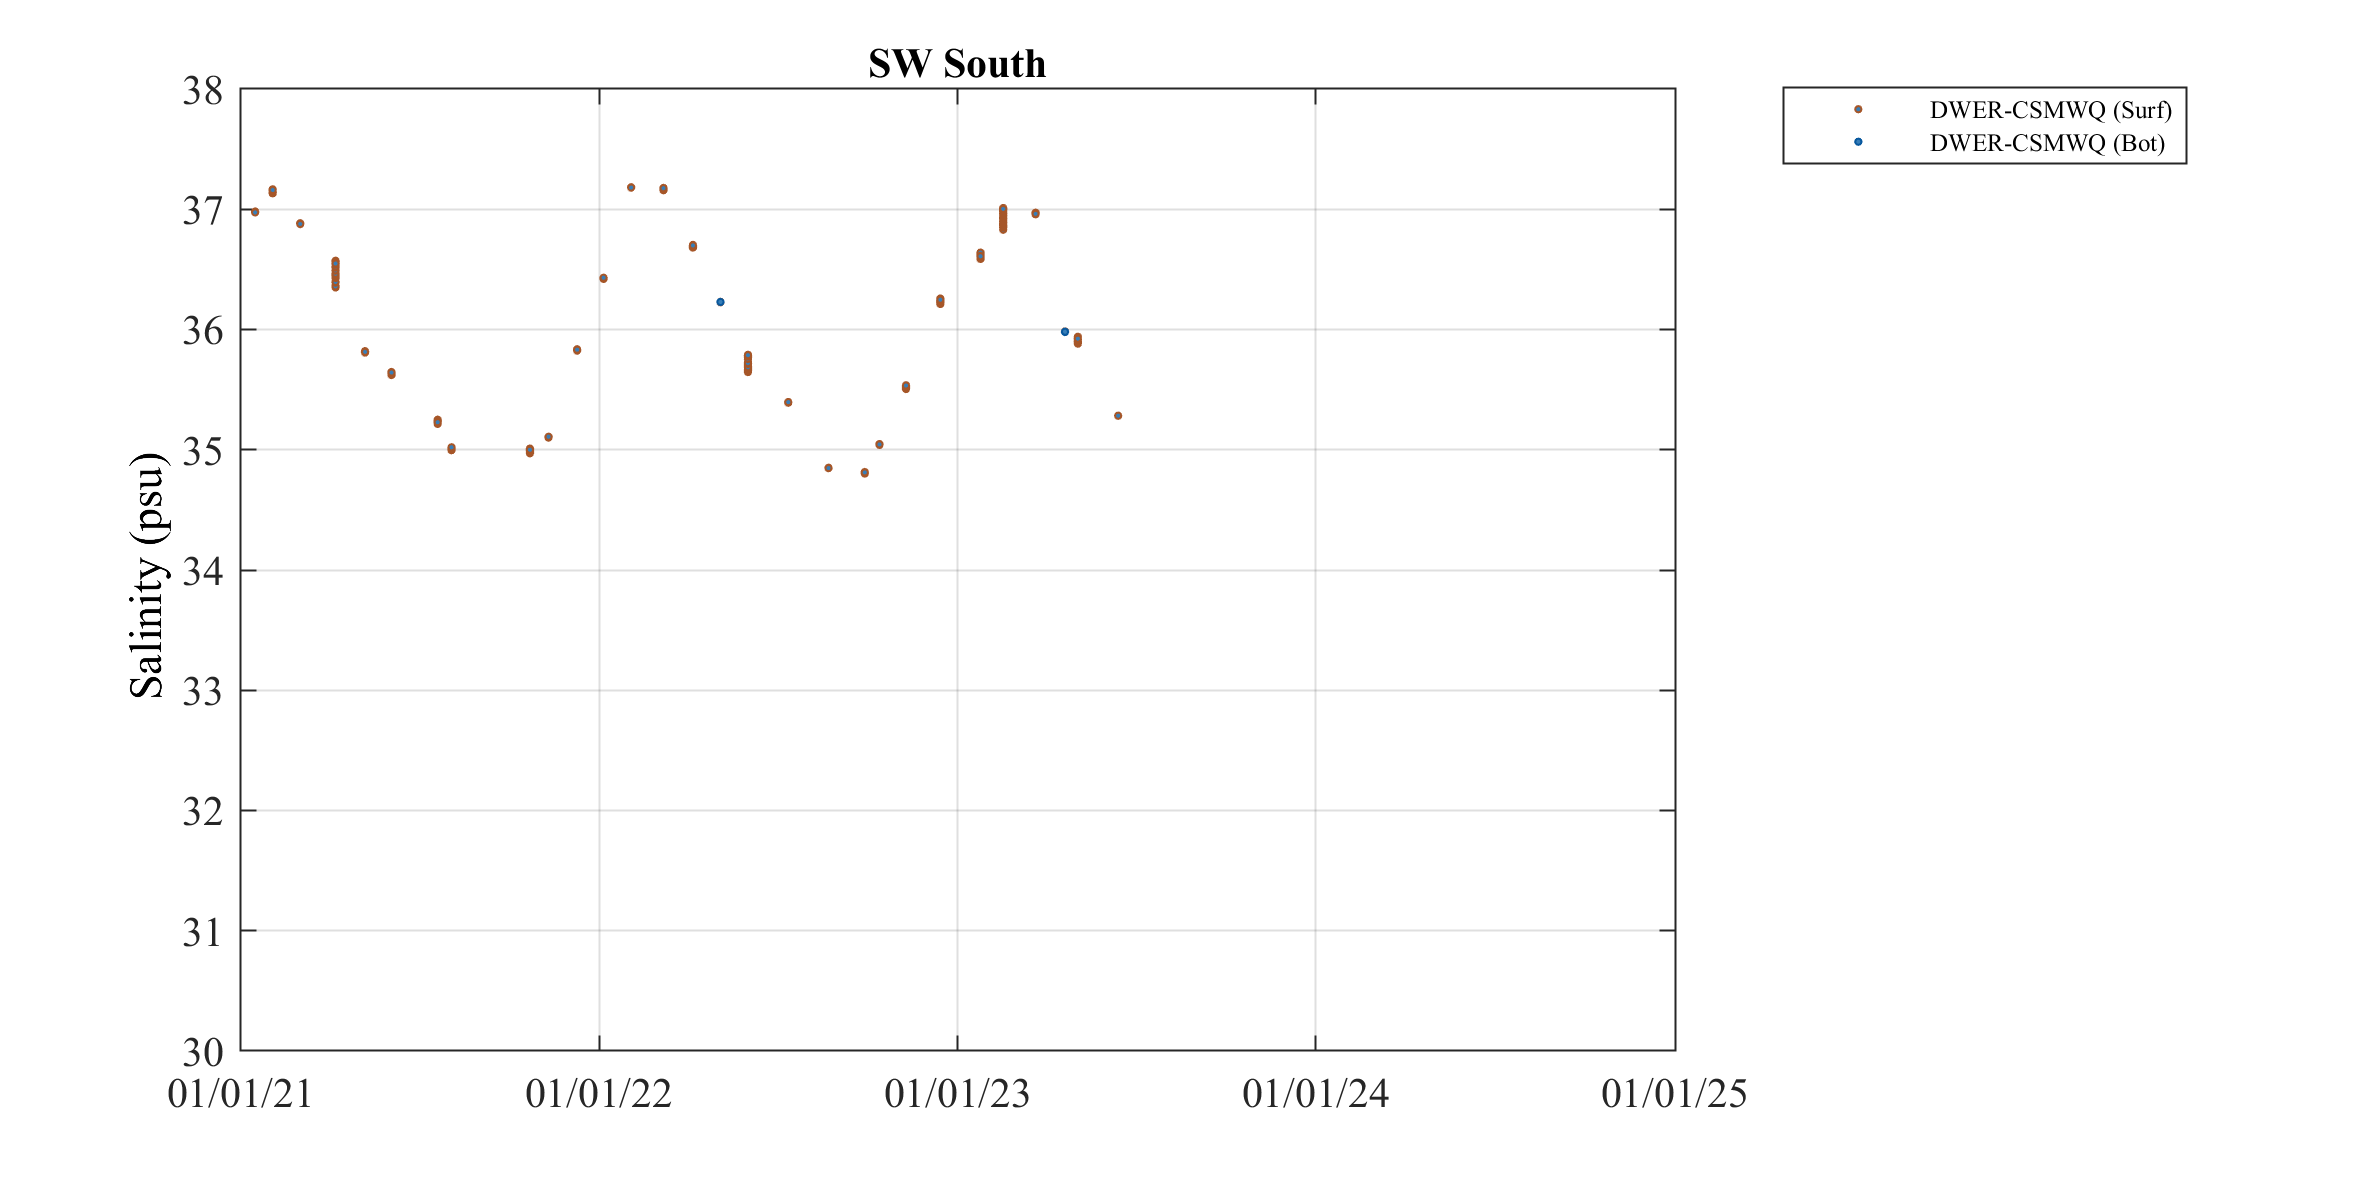 SW South
38
37
36
35
34
33
32
31
30
Salinity (psu)
01/01/21 01/01/22 01/01/23 01/01/24 01/01/25
DWER-CSMWQ (Surf)
DWER-CSMWQ (Bot)